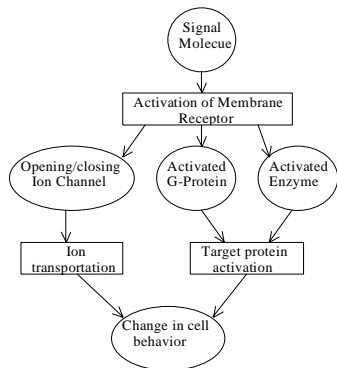 Signal
Molecue
Activation of Membrane
Receptor
Opening/closing
Ion Channel
Activated
G-Protein
Activated
Enzyme
Ion
transportation
Target protein
activation
Change in cell
behavior